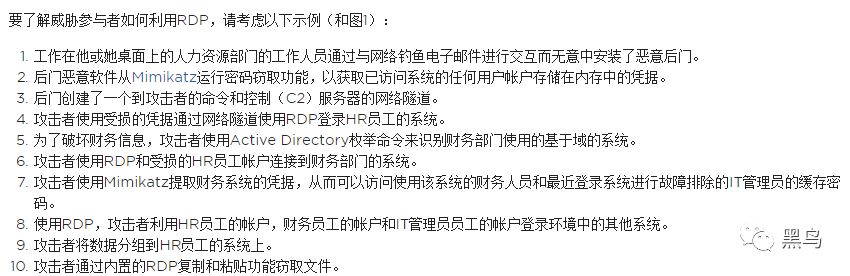 要了解威胁参与者如何利用RDP，请考虑以下示例（和图1）：
1. 工作在他或她桌面上的人力资源部门的工作人员通过与网络钓鱼电子邮件进行交互而无意中安装了恶意后门。
2. 后门恶意软件从Mimikatz运行密码窃取功能，以获取已访问系统的任何用户帐户存储在内存中的凭据。
3. 后门创建了一个到攻击者的命令和控制（C2）服务器的网络隧道。
4. 攻击者使用受损的凭据通过网络隧道使用RDP登录HR员工的系统。
5. 为了破坏财务信息，攻击者使用Active Directory枚举命令来识别财务部门使用的基于域的系统。
6. 攻击者使用RDP和受损的HR员工帐户连接到财务部门的系统。
7. 攻击者使用Mimikatz提取财务系统的凭据，从而可以访问使用该系统的财务人员和最近登录系统进行故障排除的IT管理员的缓存密
码。
8. 使用RDP，攻击者利用HR员工的帐户，财务员工的帐户和IT管理员员工的帐户登录环境中的其他系统。
9. 攻击者将数据分组到HR员工的系统上。
10. 攻击者通过内置的RDP复制和粘贴功能窃取文件。
黑鸟